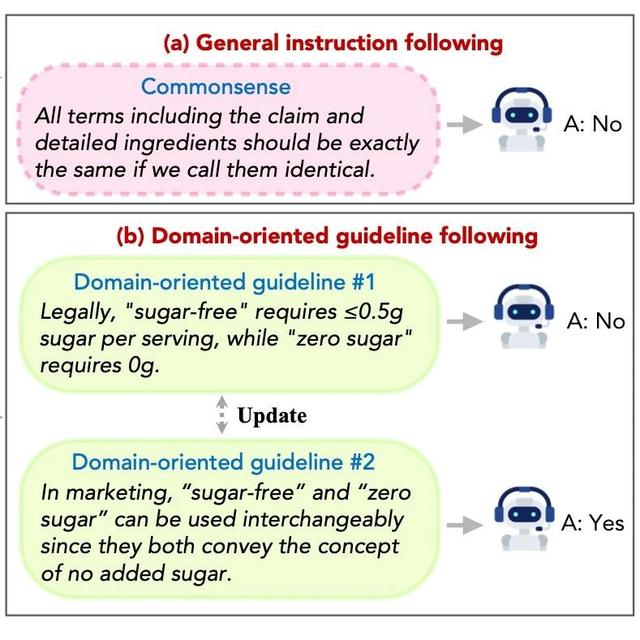 (a) General instruction following
Commonsense
All terms including the claim and
detailed ingredients should be exactly
the same if we call them identical.
A: No
(b) Domain-oriented guideline following
Domain-oriented guideline #1
Legally, "sugar-free" requires ≤0.5g
sugar per serving, while "zero sugar"
requires 0g.
A: No
Update
Domain-oriented guideline #2
In marketing, “sugar-free” and “zero
sugar” can be used interchangeably
since they both convey the concept
of no added sugar.
A: Yes